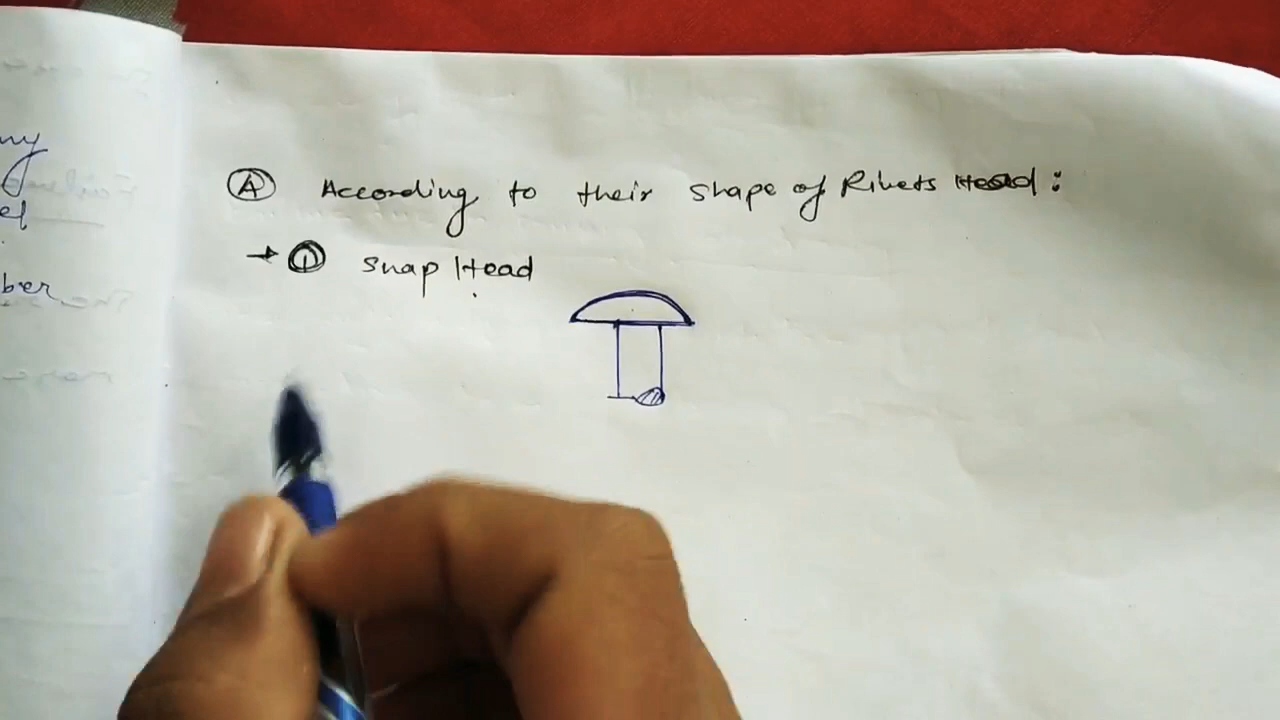 Ⓐ According to their shape of Rivets Head :
→ ① Snap Head